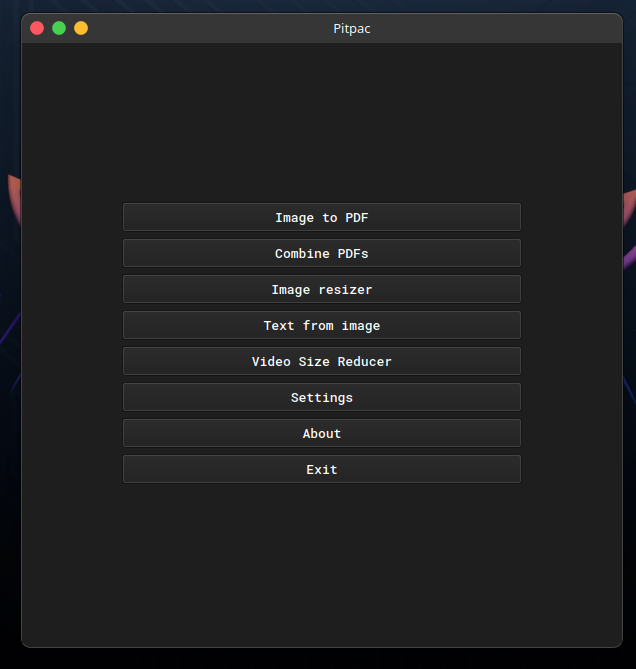 Pitpac
Image to PDF
Combine PDFs
Image resizer
Text from image
Video Size Reducer
Settings
About
Exit